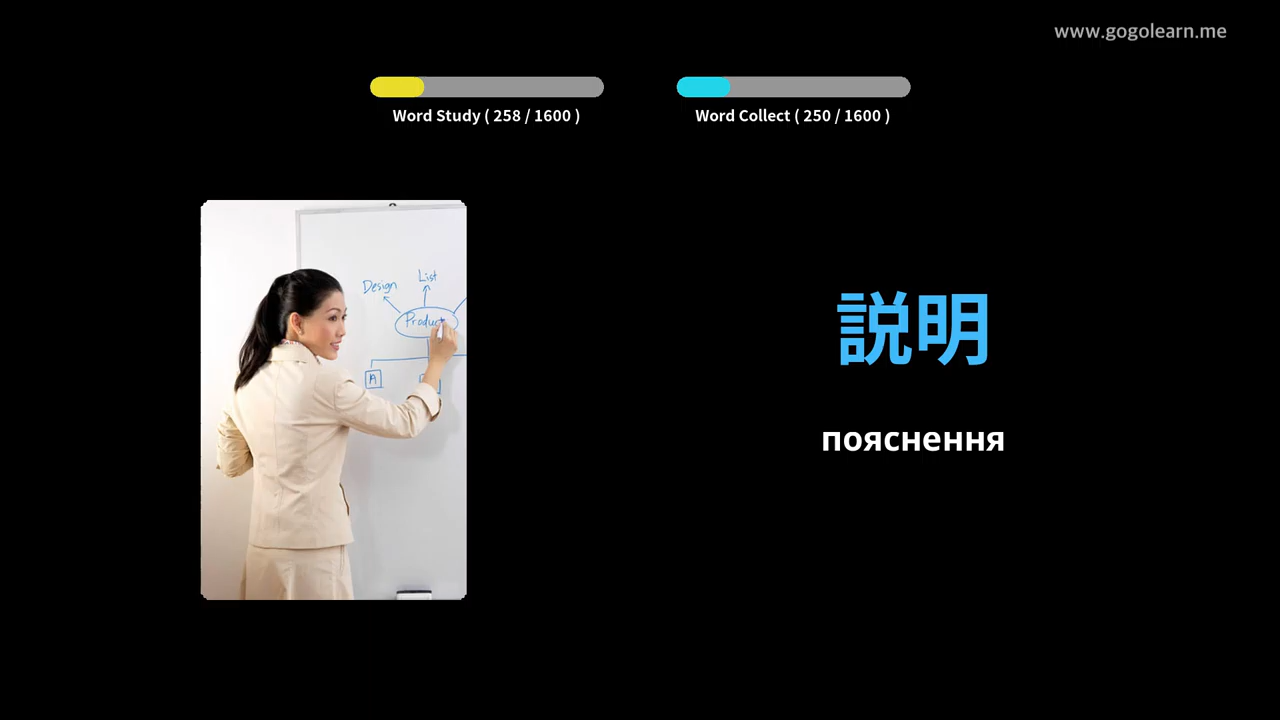 www.gogolearn.me
Word Study ( 258 / 1600 )
Word Collect ( 250 / 1600 )
Design
List
Product
A
説明
пояснення